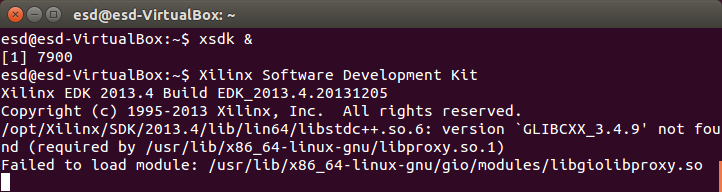 esd@esd-VirtualBox: ~
esd@esd-VirtualBox:~$ xsdk &
[1] 7900
esd@esd-VirtualBox:~$ Xilinx Software Development Kit
Xilinx EDK 2013.4 Build EDK_2013.4.20131205
Copyright (c) 1995-2013 Xilinx, Inc.  All rights reserved.
/opt/Xilinx/SDK/2013.4/lib/lin64/libstdc++.so.6: version `GLIBCXX_3.4.9' not fou
nd (required by /usr/lib/x86_64-linux-gnu/libproxy.so.1)
Failed to load module: /usr/lib/x86_64-linux-gnu/gio/modules/libgiolibproxy.so